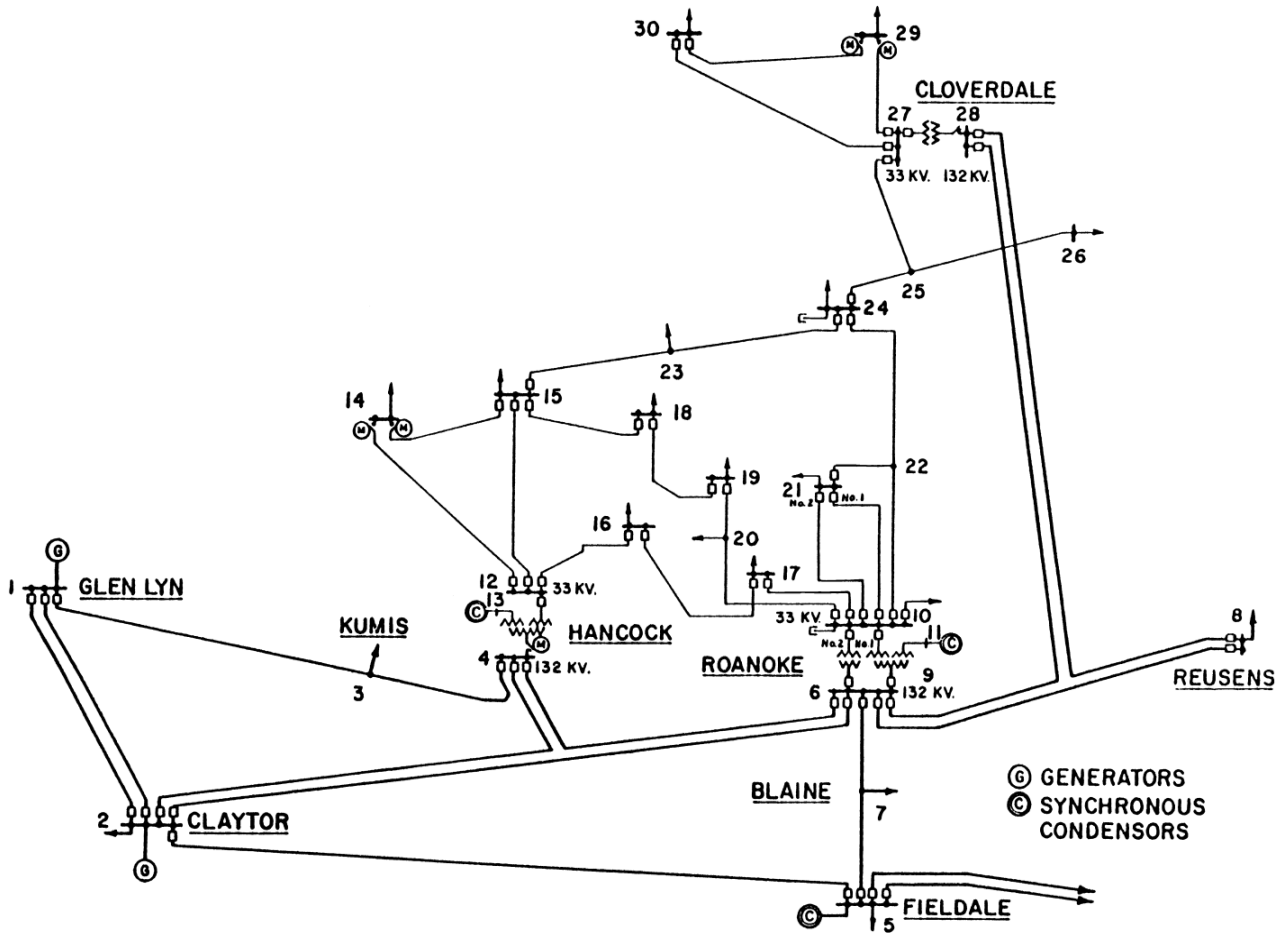 30
29
CLOVERDALE
27
28
33 KV.
132 KV.
26
25
24
23
15
14
18
22
19
21
No.2
No.1
16
20
17
12
33 KV.
13
1
GLEN LYN
KUMIS
HANCOCK
33 KV.
10
No.2
No.1
11
8
4
132 KV.
ROANOKE
9
REUSENS
3
6
132 KV.
BLAINE
7
G GENERATORS
C SYNCHRONOUS
CONDENSORS
2
CLAYTOR
FIELDALE
5
G
G
C
C
C
M
M
M
M
M